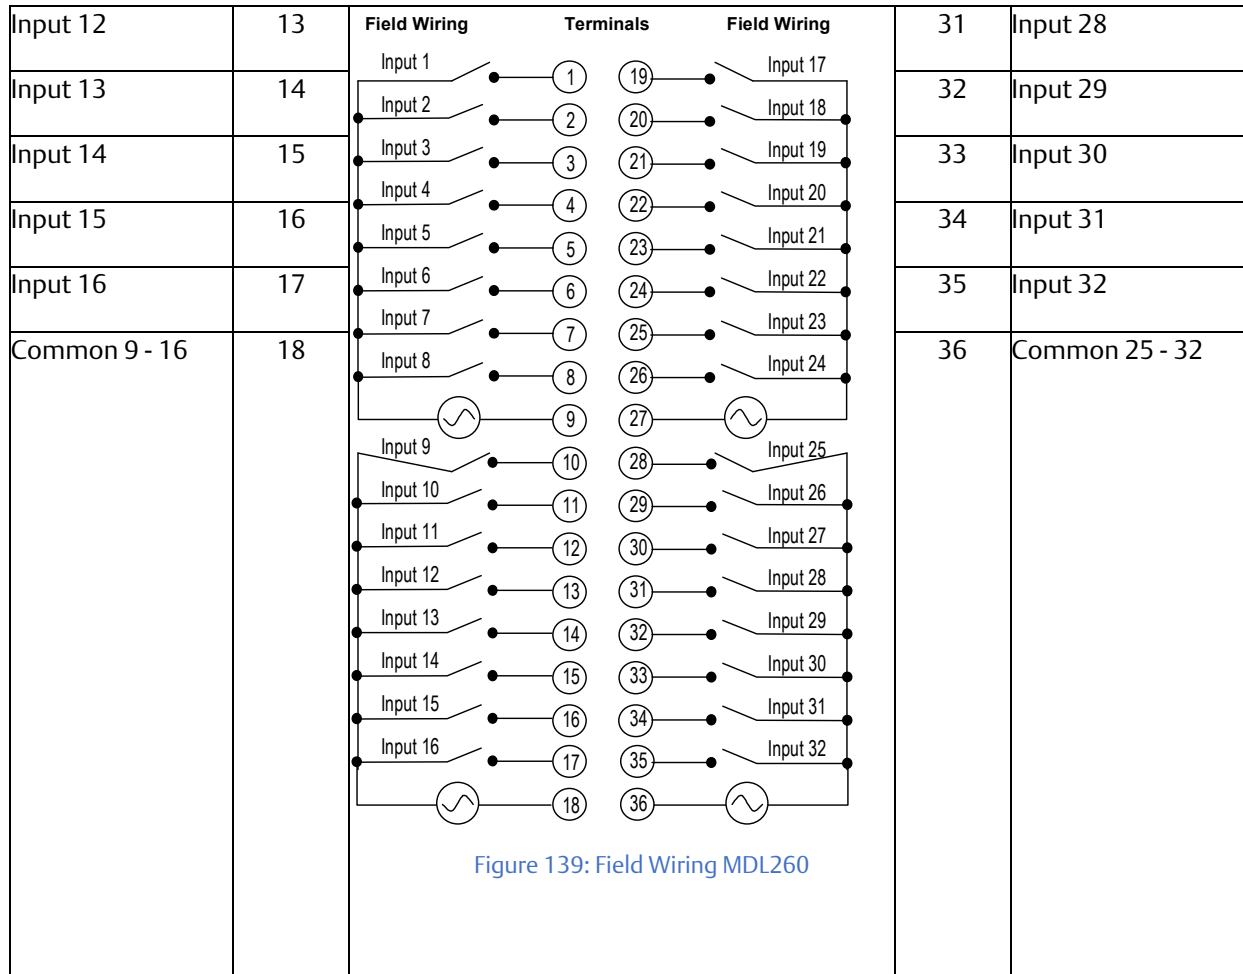 Input 12 13 Field Wiring Terminals Field Wiring 31 Input 28
Input 1 1 19 Input 17
Input 13 14 32 Input 29
Input 2 2 20 Input 18
Input 14 15 Input 3 3 21 Input 19 33 Input 30
Input 4 4 22 Input 20
Input 15 16 34 Input 31
Input 5 5 23 Input 21
Input 16 17 Input 6 6 24 Input 22 35 Input 32
Input 7 7 25 Input 23
Common 9 - 16 18 36 Common 25 - 32
Input 8 8 26 Input 24
9 27
Input 9 10 28 Input 25
Input 10 11 29 Input 26
Input 11 12 30 Input 27
Input 12 13 31 Input 28
Input 13 14 32 Input 29
Input 14 15 33 Input 30
Input 15 16 34 Input 31
Input 16 17 35 Input 32
18 36
Figure 139: Field Wiring MDL260